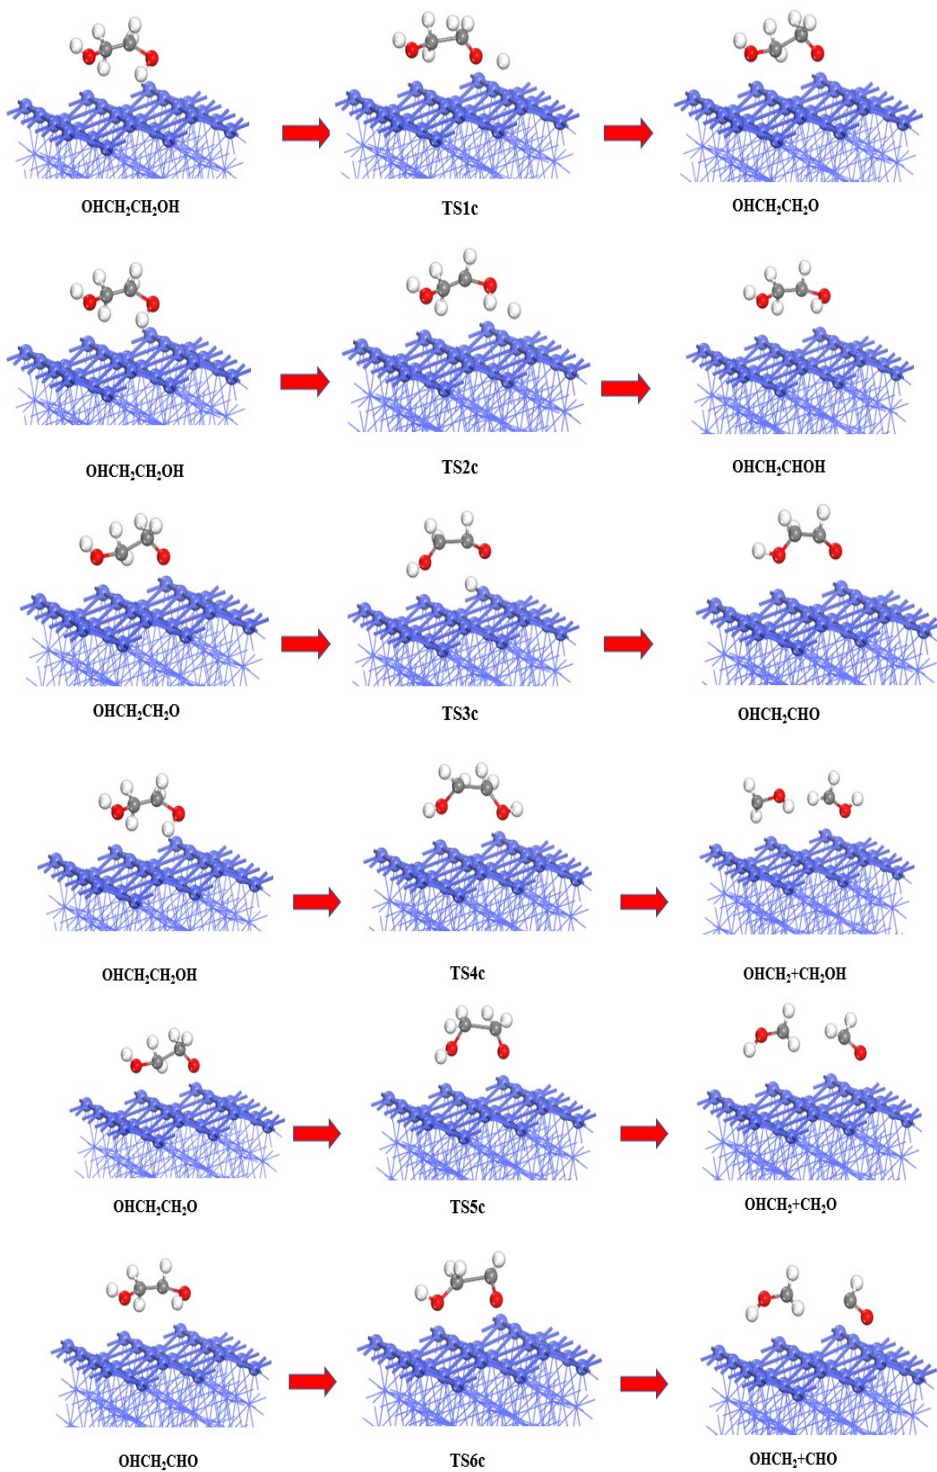 OHCH₂CH₂OH TS1c OHCH₂CH₂O
OHCH₂CH₂OH TS2c OHCH₂CHOH
OHCH₂CH₂O TS3c OHCH₂CHO
OHCH₂CH₂OH TS4c OHCH₂+CH₂OH
OHCH₂CH₂O TS5c OHCH₂+CH₂O
OHCH₂CHO TS6c OHCH₂+CHO